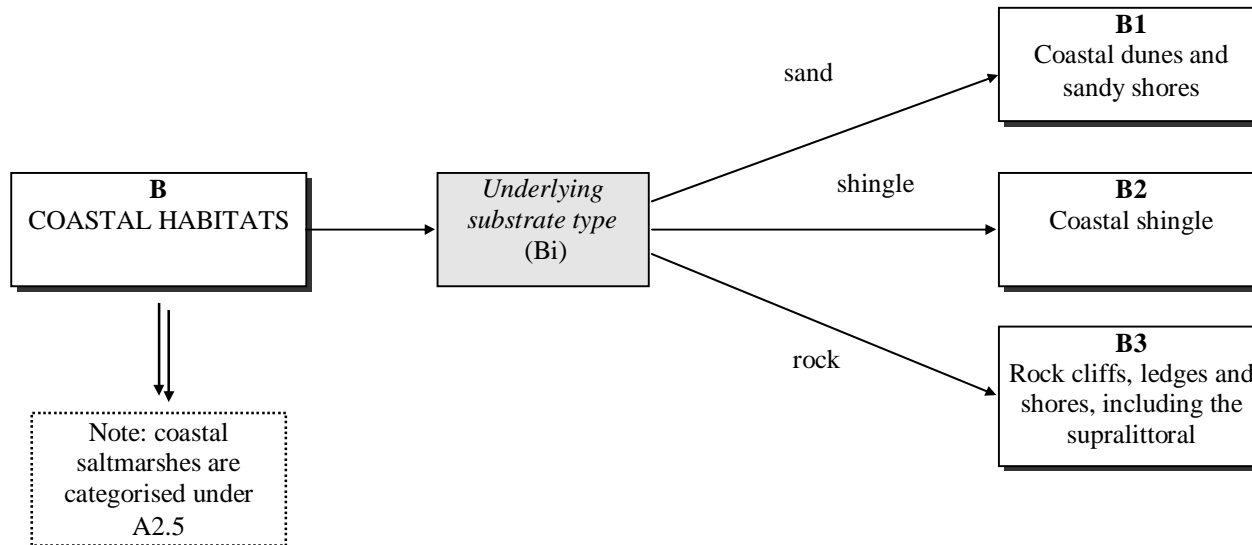 B
COASTAL HABITATS
Note: coastal
saltmarshes are
categorised under
A2.5
Underlying
substrate type
(Bi)
sand
shingle
rock
B1
Coastal dunes and
sandy shores
B2
Coastal shingle
B3
Rock cliffs, ledges and
shores, including the
supralittoral